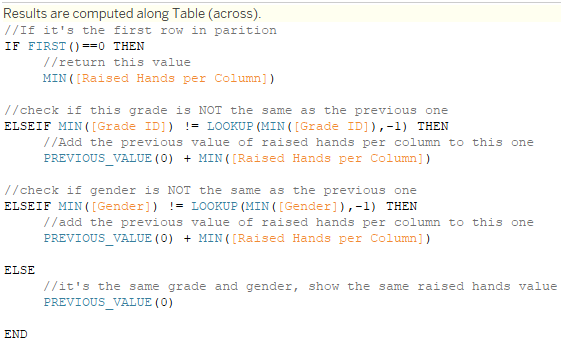 Results are computed along Table (across).
//If it's the first row in parition
IF FIRST()==0 THEN
//return this value
MIN([Raised Hands per Column])
//check if this grade is NOT the same as the previous one
ELSEIF MIN([Grade ID]) != LOOKUP(MIN([Grade ID]),-1) THEN
//Add the previous value of raised hands per column to this one
PREVIOUS_VALUE(0) + MIN([Raised Hands per Column])
//check if gender is NOT the same as the previous one
ELSEIF MIN([Gender]) != LOOKUP(MIN([Gender]),-1) THEN
//add the previous value of raised hands per column to this one
PREVIOUS_VALUE(0) + MIN([Raised Hands per Column])
ELSE
//it's the same grade and gender, show the same raised hands value
PREVIOUS_VALUE(0)
END